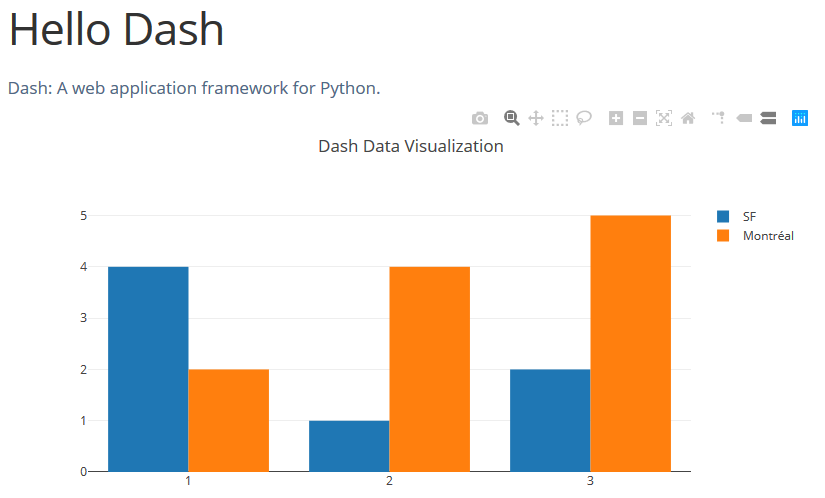 Hello Dash
Dash: A web application framework for Python.
Dash Data Visualization
5
4
3
2
1
0
1
2
3
SF
Montréal